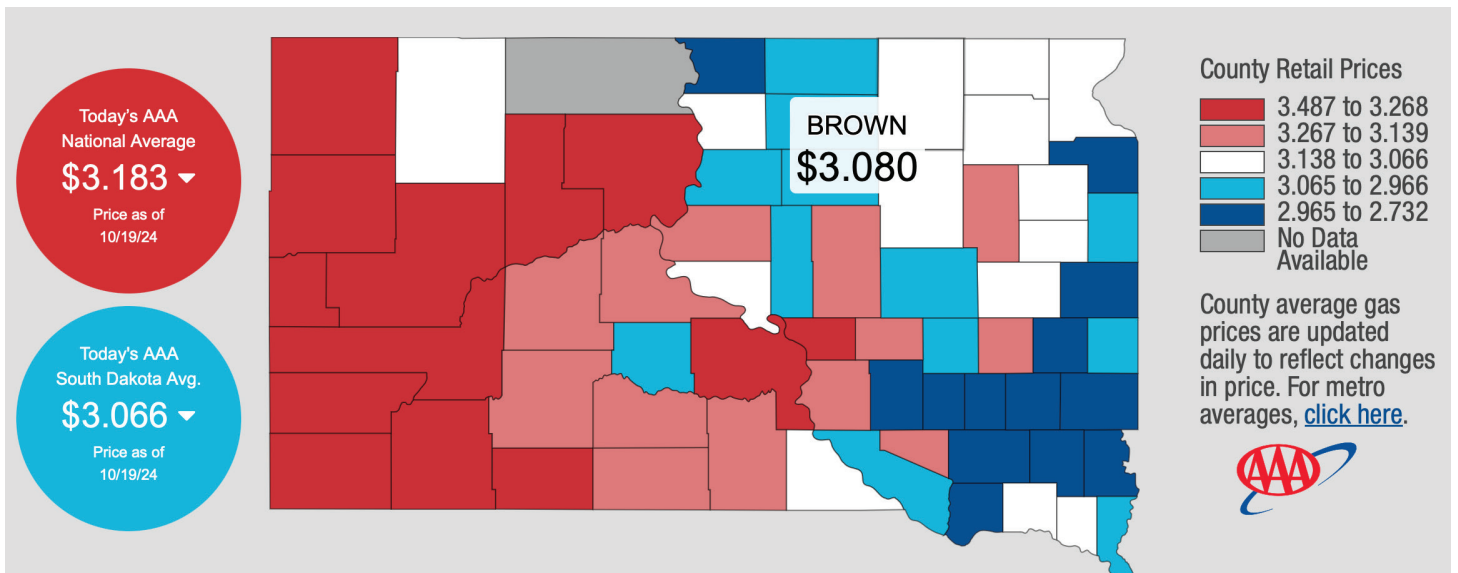 Today's AAA
National Average
$3.183
Price as of
10/19/24
Today's AAA
South Dakota Avg.
$3.066
Price as of
10/19/24
BROWN
$3.080
County Retail Prices
3.487 to 3.268
3.267 to 3.139
3.138 to 3.066
3.065 to 2.966
2.965 to 2.732
No Data
Available
County average gas
prices are updated
daily to reflect changes
in price. For metro
averages, click here.
AAA